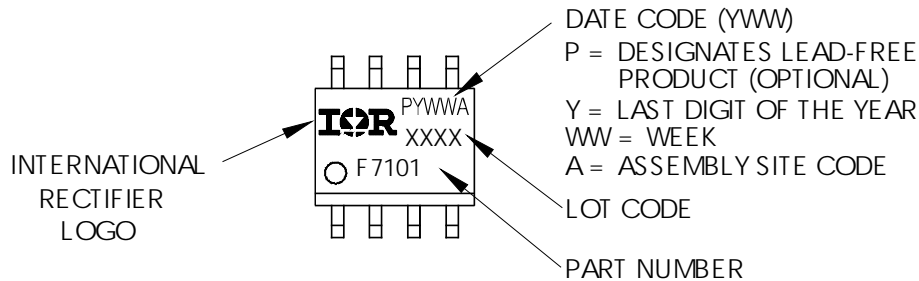 INTERNATIONAL
RECTIFIER
LOGO
IOR
PYWWA
XXXX
F7101
DATE CODE (YWW)
P = DESIGNATES LEAD-FREE
PRODUCT (OPTIONAL)
Y = LAST DIGIT OF THE YEAR
WW = WEEK
A = ASSEMBLY SITE CODE
LOT CODE
PART NUMBER